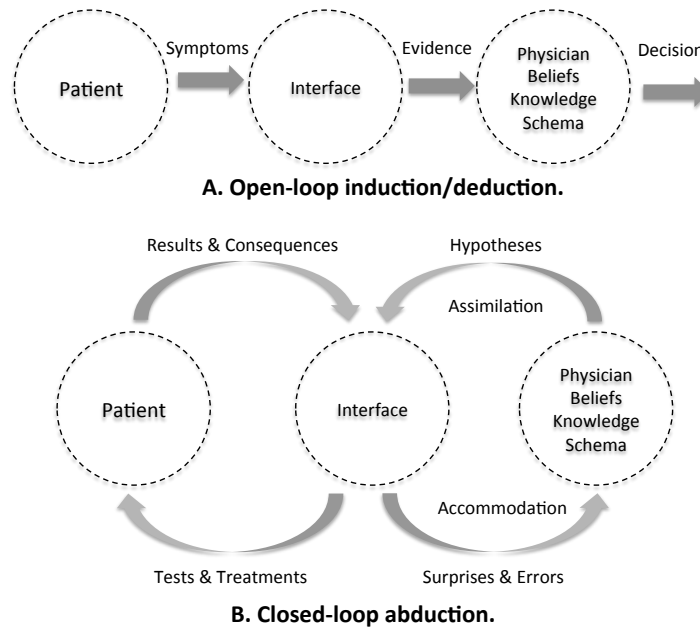 Symptoms
Evidence
Decision
Patient
Interface
Physician
Beliefs
Knowledge
Schema
A. Open-loop induction/deduction.
Results & Consequences
Hypotheses
Assimilation
Patient
Interface
Physician
Beliefs
Knowledge
Schema
Accommodation
Tests & Treatments
Surprises & Errors
B. Closed-loop abduction.